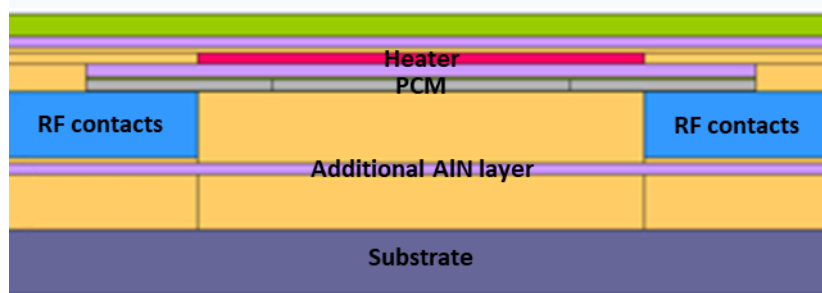 Heater
PCM
RF contacts
RF contacts
Additional AlN layer
Substrate